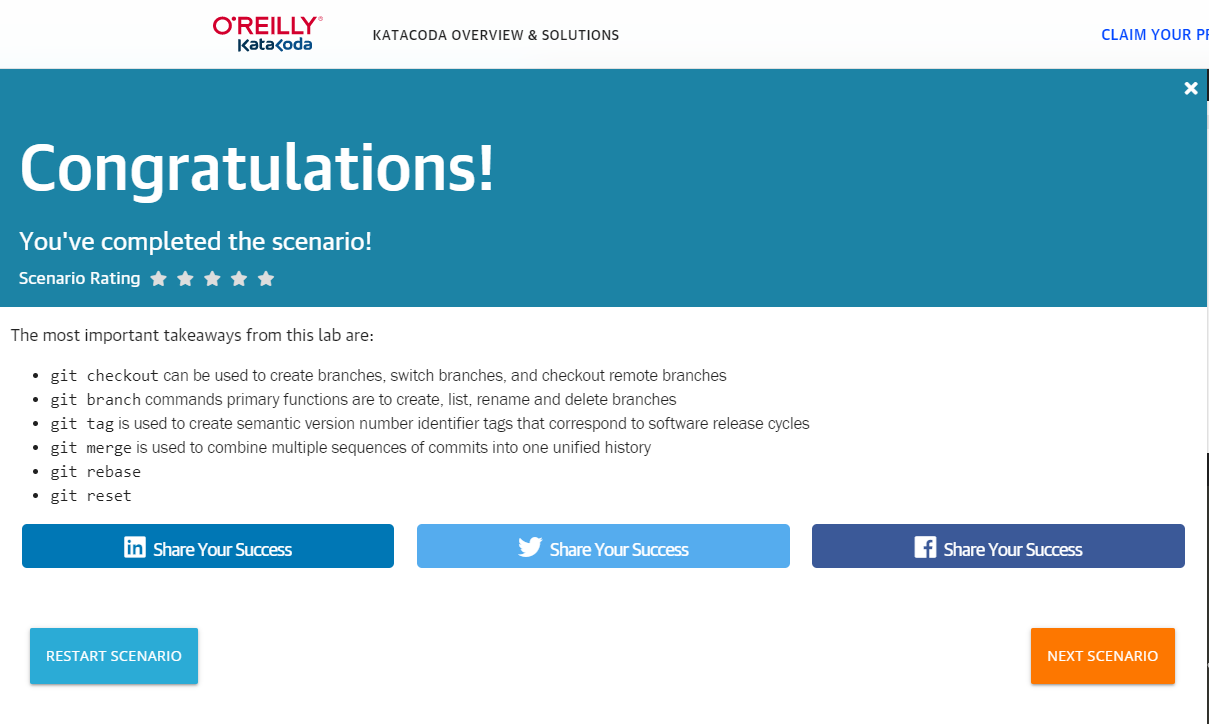 O'REILLY®
Katacoda
KATACODA OVERVIEW & SOLUTIONS
CLAIM YOUR
Congratulations!
You've completed the scenario!
Scenario Rating
The most important takeaways from this lab are:
• git checkout can be used to create branches, switch branches, and checkout remote branches
• git branch commands primary functions are to create, list, rename and delete branches
• git tag is used to create semantic version number identifier tags that correspond to software release cycles
• git merge is used to combine multiple sequences of commits into one unified history
• git rebase
• git reset
in Share Your Success
Share Your Success
f Share Your Success
RESTART SCENARIO
NEXT SCENARIO